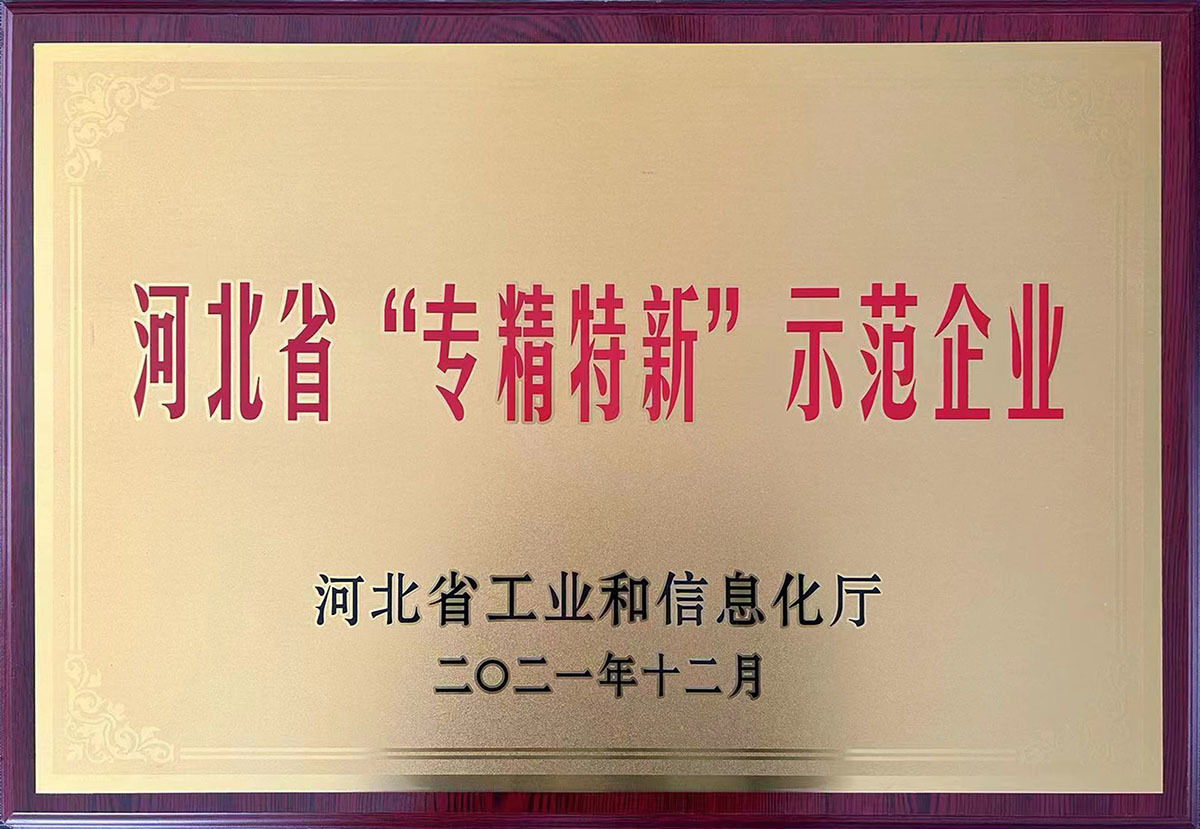 河北省“专精特新”示范企业
河北省工业和信息化厅
二〇二一年十二月